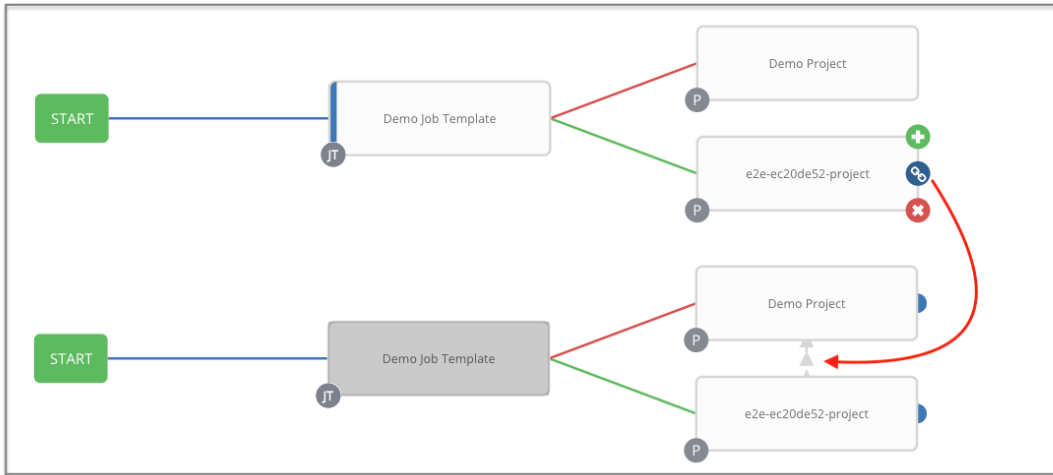 Demo Project
START
Demo Job Template
P
JT
e2e-ec20de52-project
P
Demo Project
START
Demo Job Template
P
JT
e2e-ec20de52-project
P